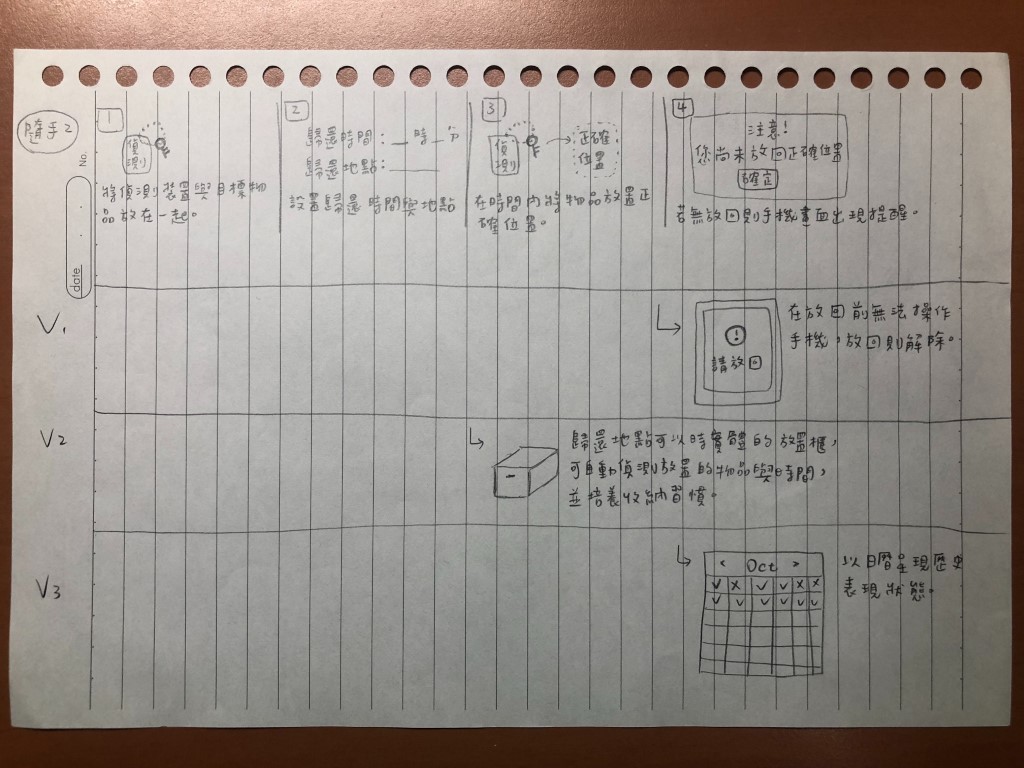 隨手2
No.
date
1
偵
測
將偵測裝置與目標物
品放在一起。
2
歸還時間:__時_分
歸還地點:____
設置歸還時間與地點
3
偵
測
正確
位置
在時間內將物品放置正
確位置。
4
注意!
您尚未放回正確位置
確定
若無放回則手機畫面出現提醒。
V1
!
請放回
在放回前無法操作
手機,放回則解除。
V2
歸還地點可以時實體的放置櫃,
可自動偵測放置的物品與時間,
並培養收納習慣。
V3
< Oct >
✓ X ✓ ✓ X X
✓ ✓ ✓ ✓ ✓ ✓
以日曆呈現歷史
表現狀態。